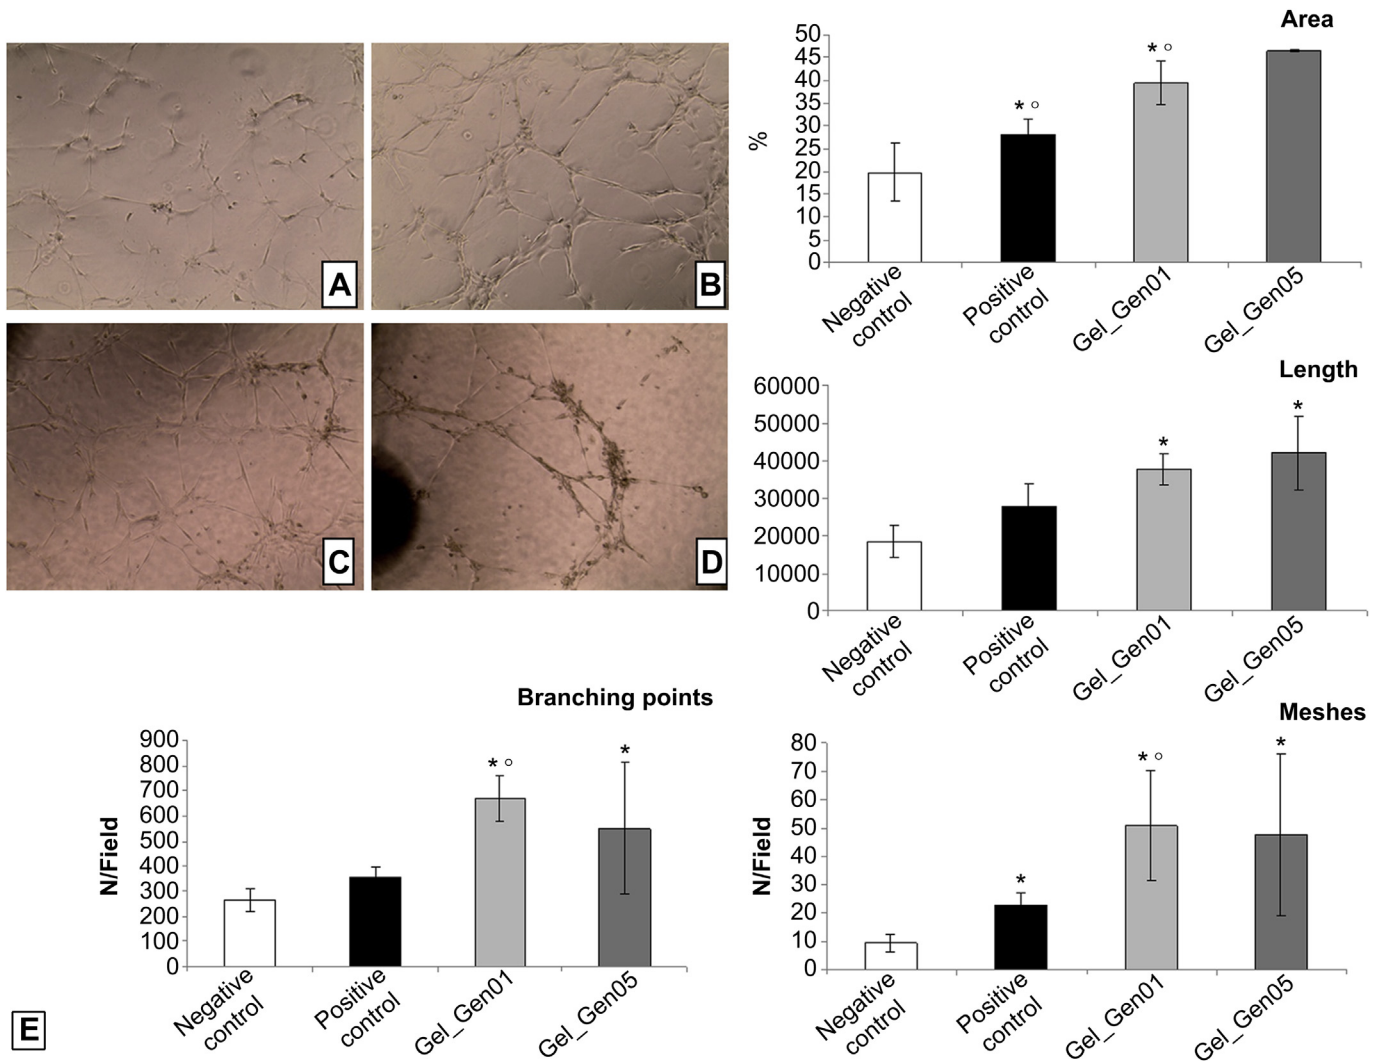 A
B
C
D
Area
%
50
45
40
35
30
25
20
15
10
5
0
* °
* °
Negative
control
Positive
control
Gel_Gen01
Gel_Gen05
Length
60000
50000
40000
30000
20000
10000
0
*
*
Negative
control
Positive
control
Gel_Gen01
Gel_Gen05
Branching points
N/Field
900
800
700
600
500
400
300
200
100
0
* °
*
Negative
control
Positive
control
Gel_Gen01
Gel_Gen05
Meshes
N/Field
80
70
60
50
40
30
20
10
0
*
* °
*
Negative
control
Positive
control
Gel_Gen01
Gel_Gen05
E